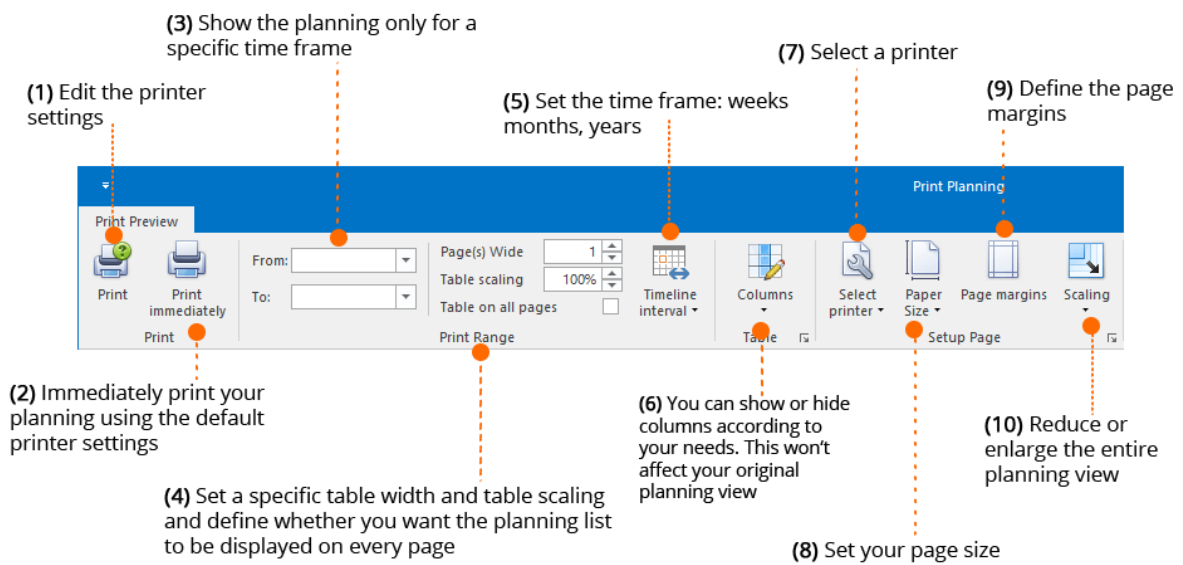 (3) Show the planning only for a
specific time frame
(7) Select a printer
(1) Edit the printer
settings
(5) Set the time frame: weeks
months, years
(9) Define the page
margins
Print Planning
Print Preview
Print
Print
immediately
Print
From:
To:
Page(s) Wide 1
Table scaling 100%
Table on all pages
Timeline
interval
Print Range
Columns
Table
Select
printer
Paper
Size
Page margins
Scaling
Setup Page
(2) Immediately print your
planning using the default
printer settings
(4) Set a specific table width and table scaling
and define whether you want the planning list
to be displayed on every page
(6) You can show or hide
columns according to
your needs. This won't
affect your original
planning view
(10) Reduce or
enlarge the entire
planning view
(8) Set your page size